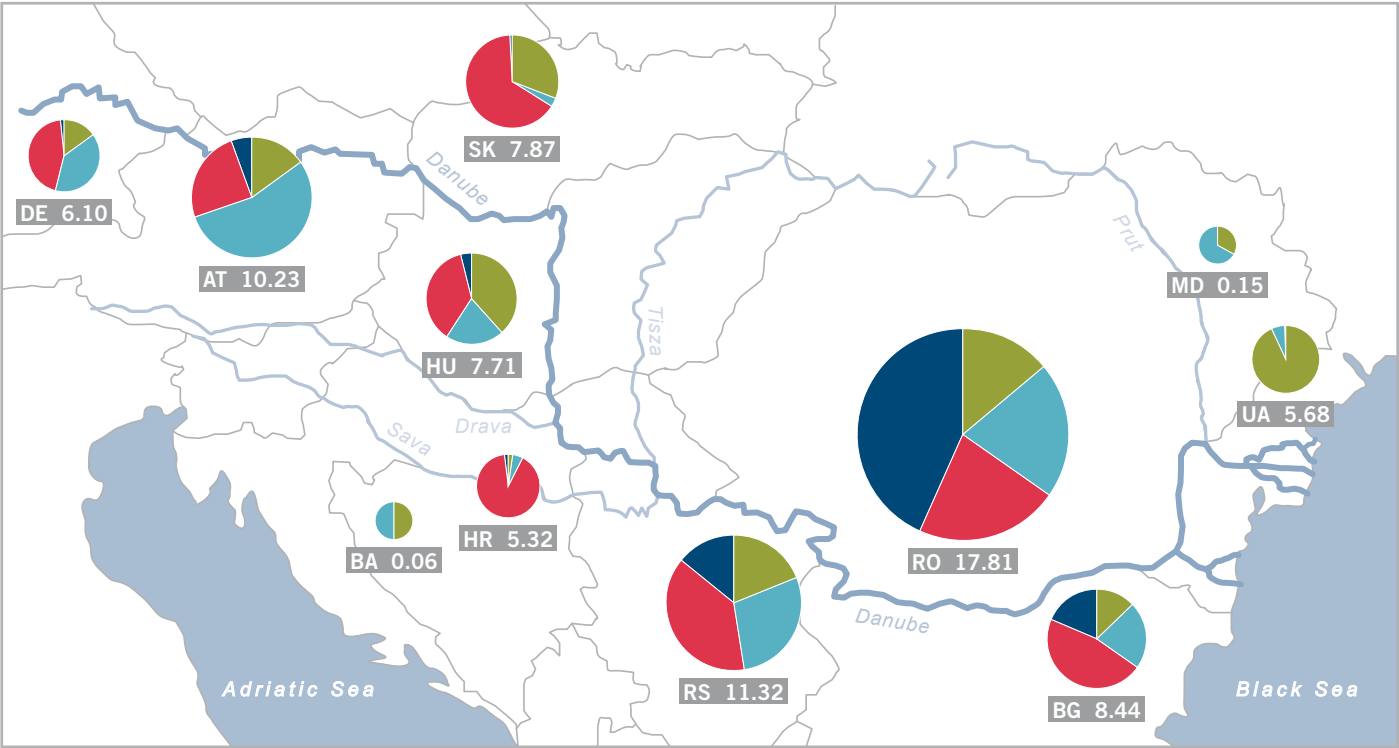 SK 7.87
Danube
DE 6.10
AT 10.23
Prut
MD 0.15
Tisza
HU 7.71
UA 5.68
Drava
Sava
HR 5.32
BA 0.06
RO 17.81
Danube
RS 11.32
BG 8.44
Adriatic Sea
Black Sea